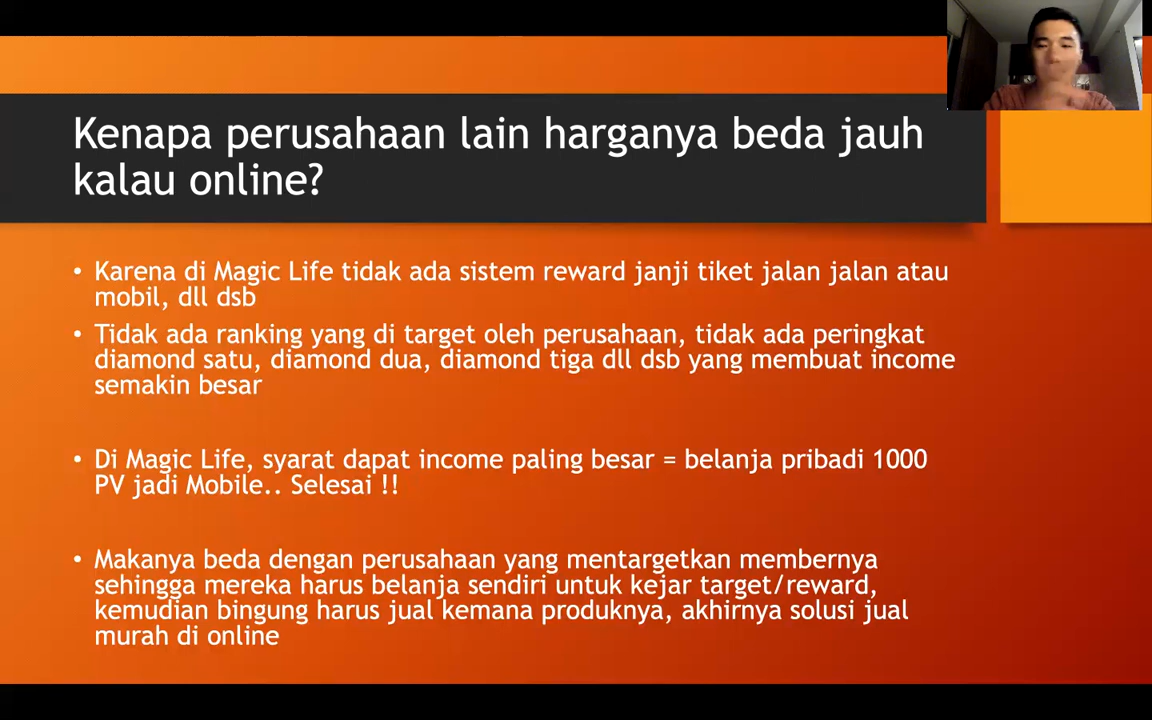 Kenapa perusahaan lain harganya beda jauh
kalau online?
• Karena di Magic Life tidak ada sistem reward janji tiket jalan jalan atau
mobil, dll dsb
• Tidak ada ranking yang di target oleh perusahaan, tidak ada peringkat
diamond satu, diamond dua, diamond tiga dll dsb yang membuat income
semakin besar
• Di Magic Life, syarat dapat income paling besar = belanja pribadi 1000
PV jadi Mobile.. Selesai !!
• Makanya beda dengan perusahaan yang mentargetkan membernya
sehingga mereka harus belanja sendiri untuk kejar target/reward,
kemudian bingung harus jual kemana produknya, akhirnya solusi jual
murah di online